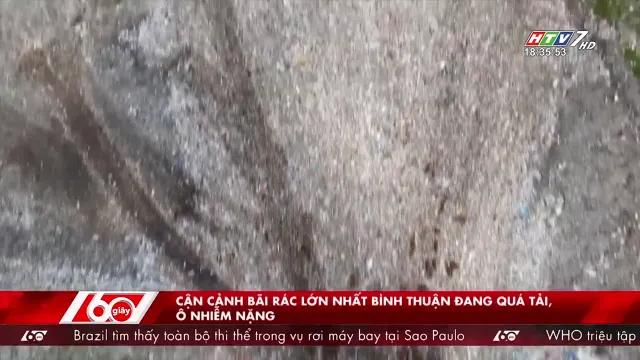 HTV7 HD
18:35:53
60 giây
CẬN CẢNH BÃI RÁC LỚN NHẤT BÌNH THUẬN ĐANG QUÁ TẢI,
Ô NHIỄM NẶNG
60 Brazil tìm thấy toàn bộ thi thể trong vụ rơi máy bay tại Sao Paulo 60 WHO triệu tập